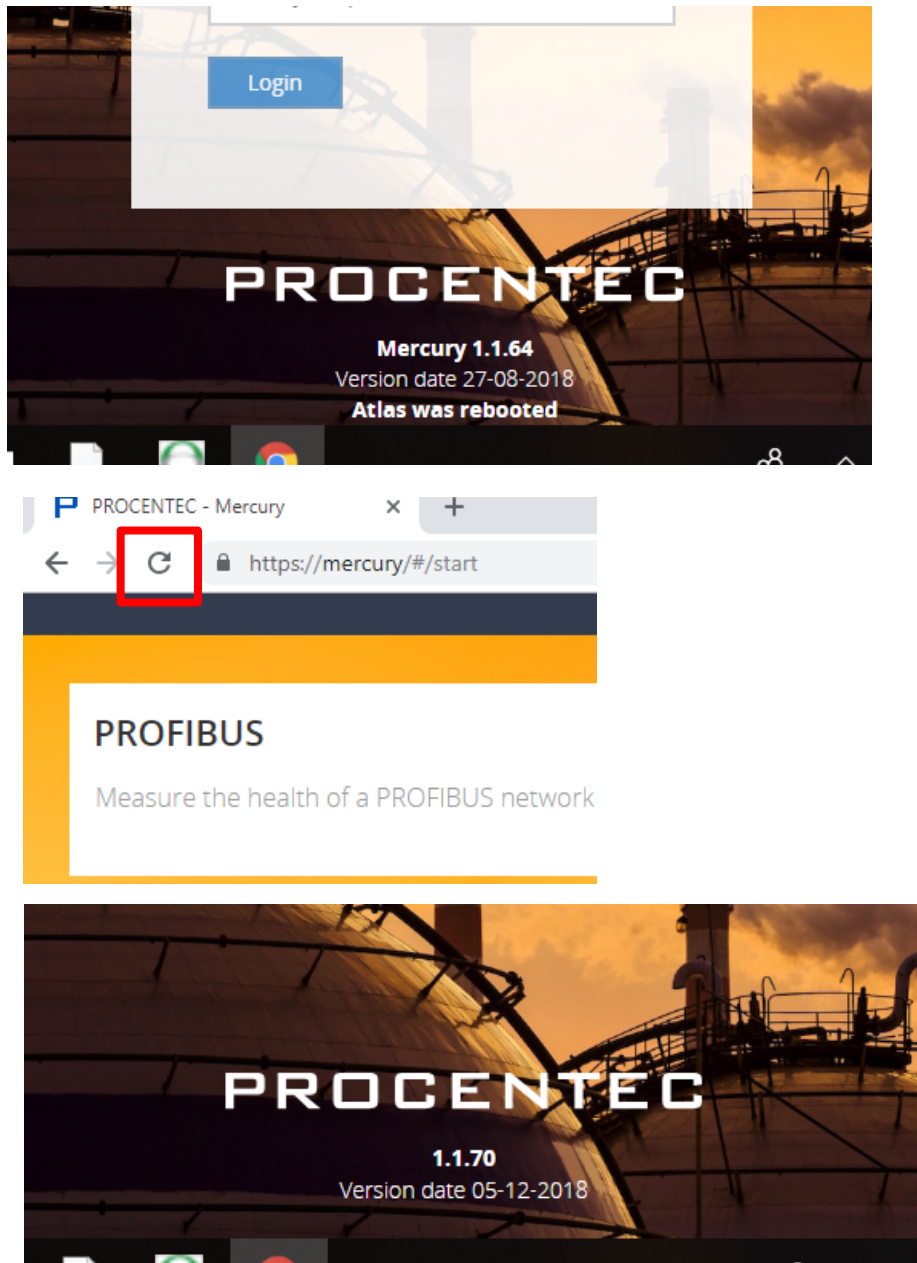 Login
PROCENTEC
Mercury 1.1.64
Version date 27-08-2018
Atlas was rebooted
PROCENTEC - Mercury
https://mercury/#/start
PROFIBUS
Measure the health of a PROFIBUS network
PROCENTEC
1.1.70
Version date 05-12-2018